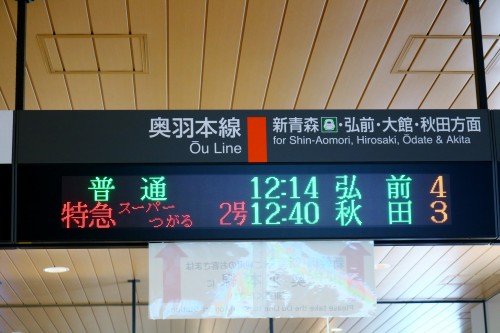 奥羽本線 新青森・弘前・大館・秋田方面
Ōu Line for Shin-Aomori, Hirosaki, Ōdate & Akita
普通 12:14 弘前 4
特急 スーパーつがる 2号 12:40 秋田 3